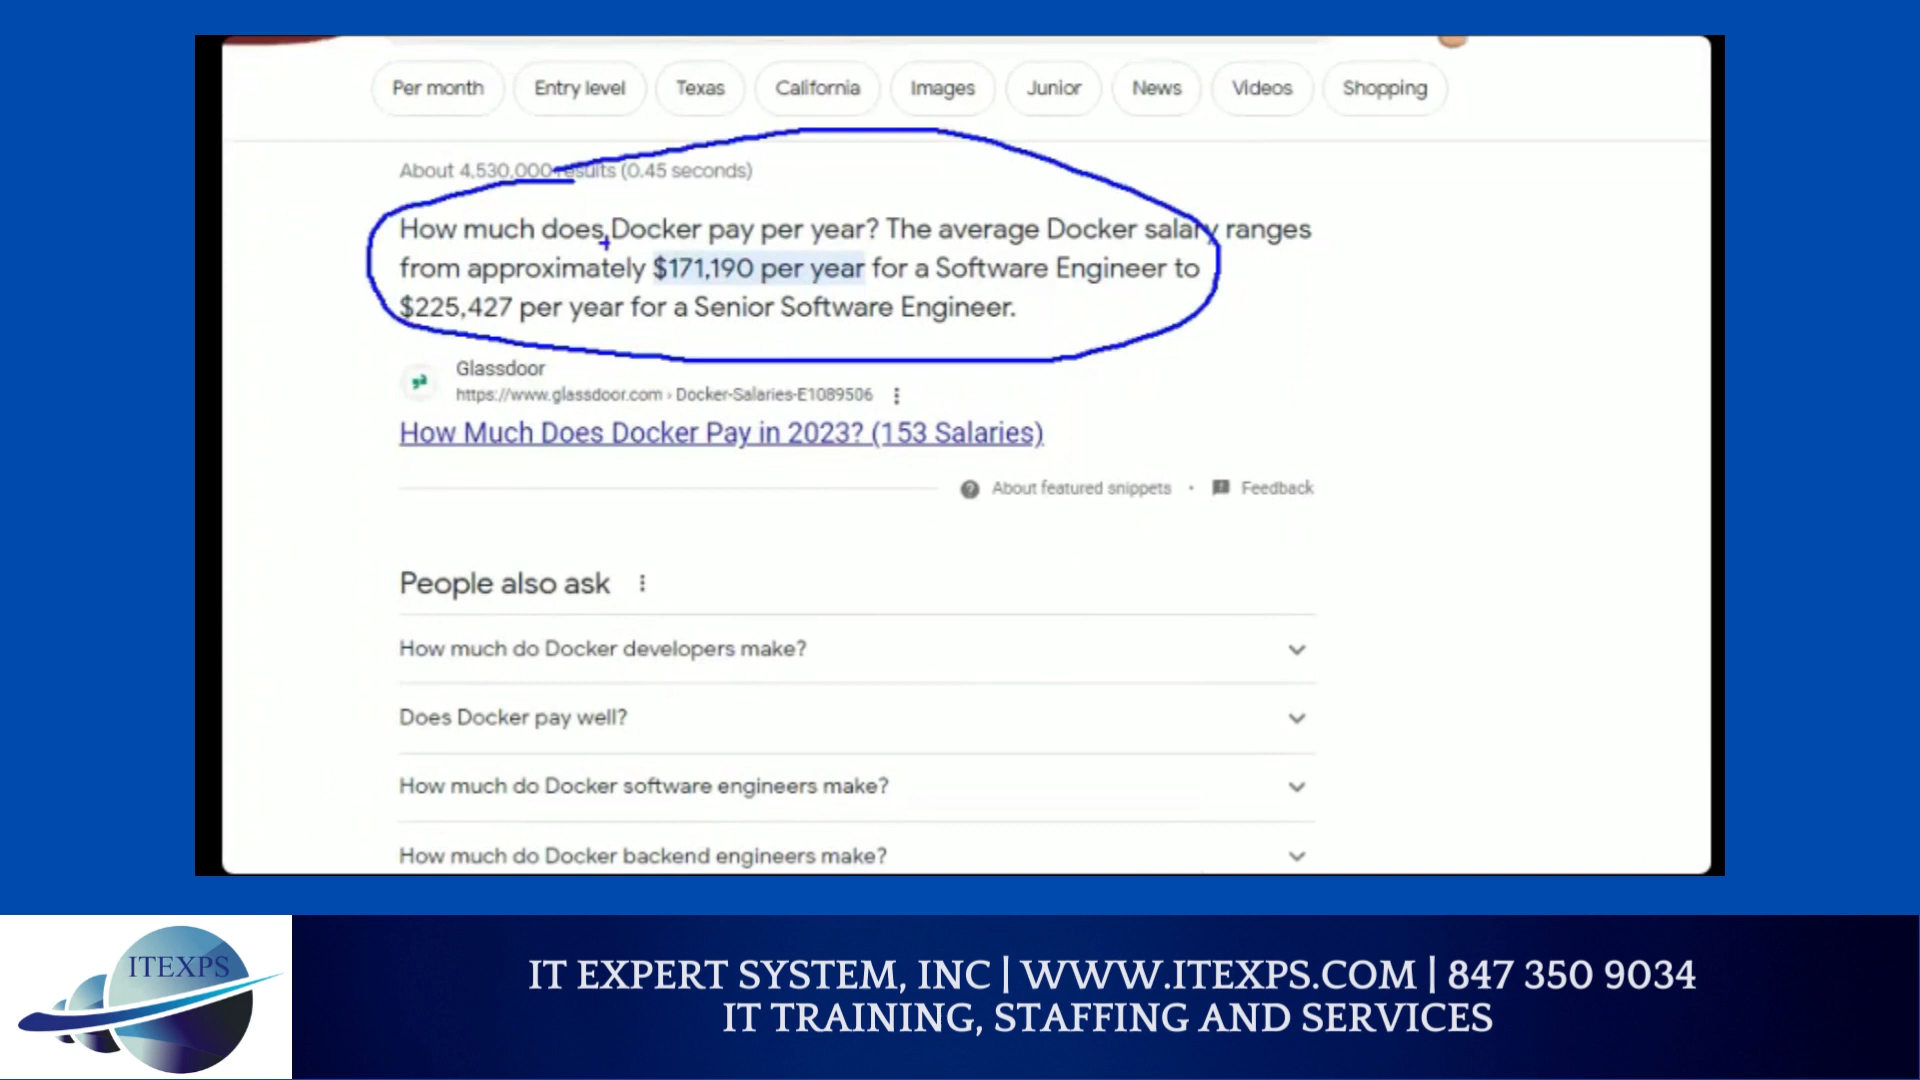 Per month Entry level Texas California Images Junior News Videos Shopping
About 4,530,000 results (0.45 seconds)
How much does Docker pay per year? The average Docker salary ranges
from approximately $171,190 per year for a Software Engineer to
$225,427 per year for a Senior Software Engineer.
Glassdoor
https://www.glassdoor.com › Docker-Salaries-E1089506
How Much Does Docker Pay in 2023? (153 Salaries)
About featured snippets • Feedback
People also ask
How much do Docker developers make?
Does Docker pay well?
How much do Docker software engineers make?
How much do Docker backend engineers make?
ITEXPS
IT EXPERT SYSTEM, INC | WWW.ITEXPS.COM | 847 350 9034
IT TRAINING, STAFFING AND SERVICES